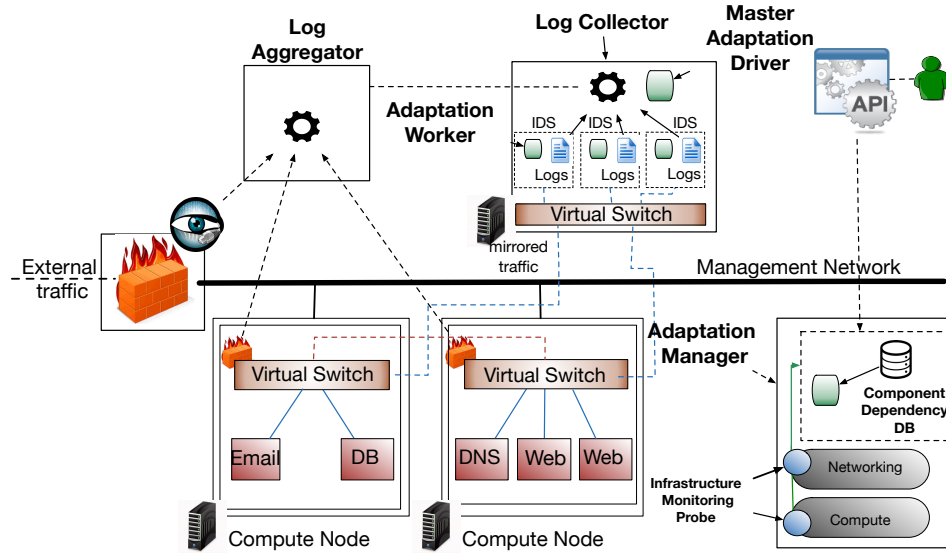 Log
Aggregator
Log Collector
Master
Adaptation
Driver
API
Adaptation
Worker
IDS
IDS
IDS
Logs
Logs
Logs
Virtual Switch
mirrored
traffic
External
traffic
Management Network
Adaptation
Manager
Virtual Switch
Virtual Switch
Component
Dependency
DB
Email
DB
DNS
Web
Web
Networking
Infrastructure
Monitoring
Probe
Compute
Compute Node
Compute Node